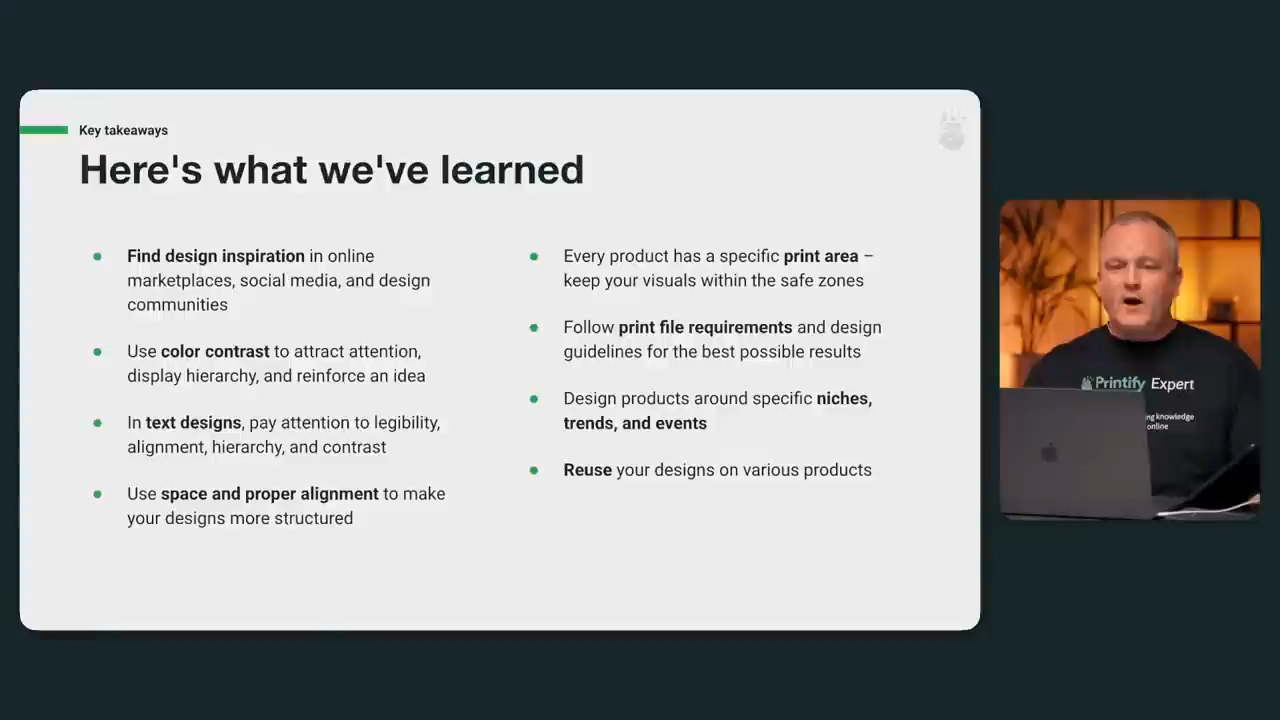 Key takeaways
Here's what we've learned
Find design inspiration in online
marketplaces, social media, and design
communities
Use color contrast to attract attention,
display hierarchy, and reinforce an idea
In text designs, pay attention to legibility,
alignment, hierarchy, and contrast
Use space and proper alignment to make
your designs more structured
Every product has a specific print area –
keep your visuals within the safe zones
Follow print file requirements and design
guidelines for the best possible results
Design products around specific niches,
trends, and events
Reuse your designs on various products
Printify Expert
knowledge
online